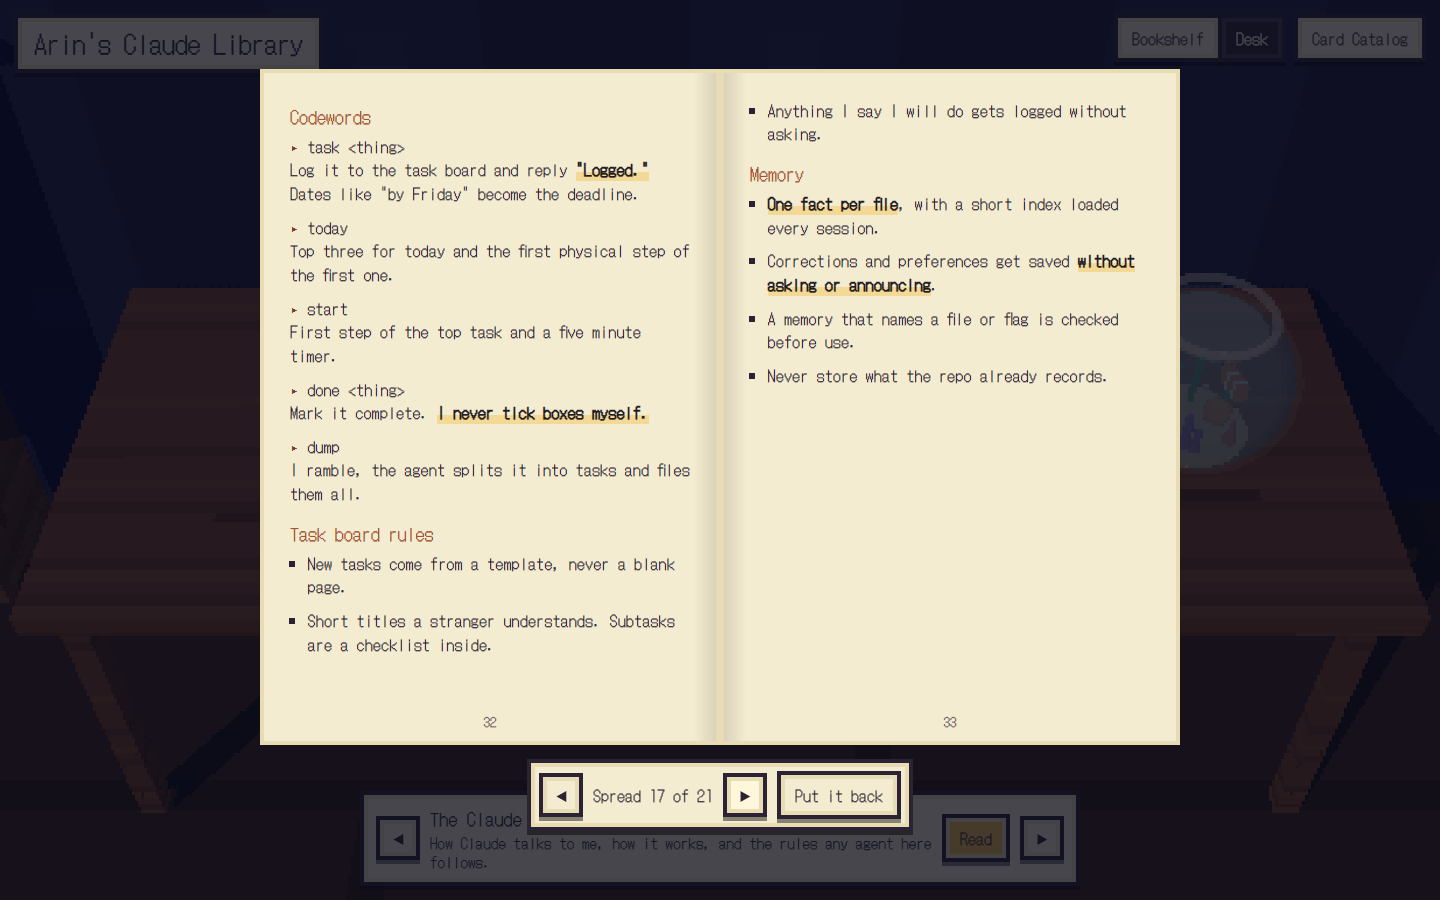 Arin's Claude Library
Bookshelf
Desk
Card Catalog
Codewords
▸ task <thing>
Log it to the task board and reply "Logged."
Dates like "by Friday" become the deadline.
▸ today
Top three for today and the first physical step of
the first one.
▸ start
First step of the top task and a five minute
timer.
▸ done <thing>
Mark it complete. I never tick boxes myself.
▸ dump
I ramble, the agent splits it into tasks and files
them all.
Task board rules
▪ New tasks come from a template, never a blank
page.
▪ Short titles a stranger understands. Subtasks
are a checklist inside.
32
▪ Anything I say I will do gets logged without
asking.
Memory
▪ One fact per file, with a short index loaded
every session.
▪ Corrections and preferences get saved without
asking or announcing.
▪ A memory that names a file or flag is checked
before use.
▪ Never store what the repo already records.
33
◄ Spread 17 of 21 ► Put it back
The Claude
How Claude talks to me, how it works, and the rules any agent here
follows.
Read